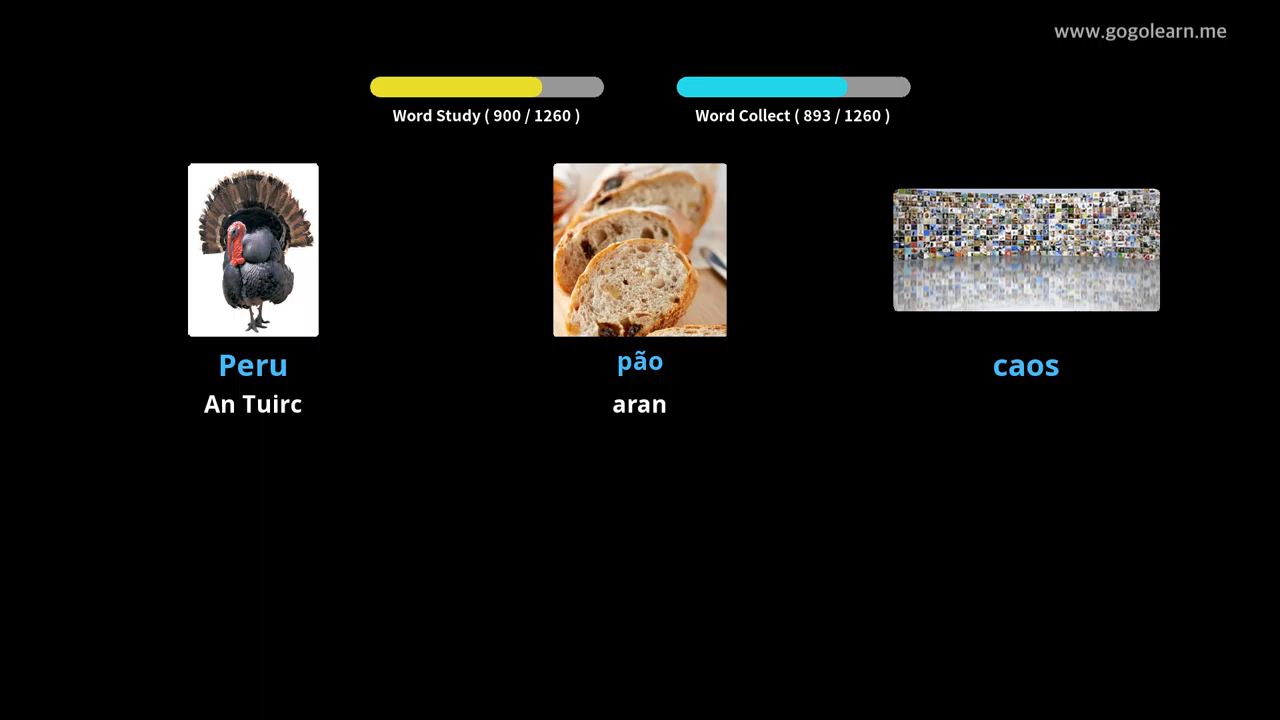 www.gogolearn.me
Word Study ( 900 / 1260 )
Word Collect ( 893 / 1260 )
Peru
An Tuirc
pão
aran
caos